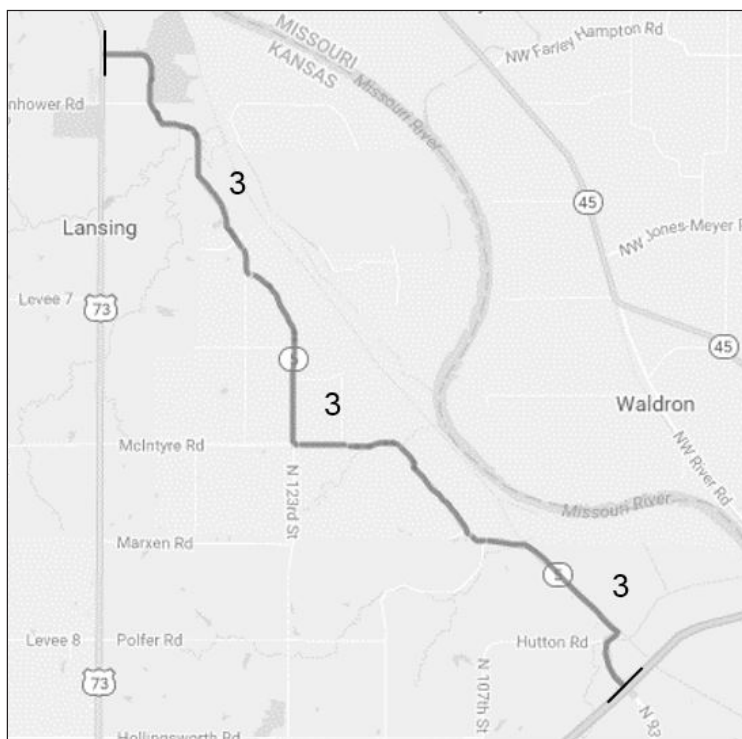 MISSOURI
KANSAS
NW Farley Hampton Rd
nhower Rd
Missouri River
3
45
Lansing
NW Jones-Meyer R
Levee 7
73
5
45
3
Waldron
McIntyre Rd
NW River Rd
N 123rd St
Missouri River
Marxen Rd
5
3
Levee 8
Polfer Rd
Hutton Rd
73
N 107th St
N 93
Hollingsworth Rd